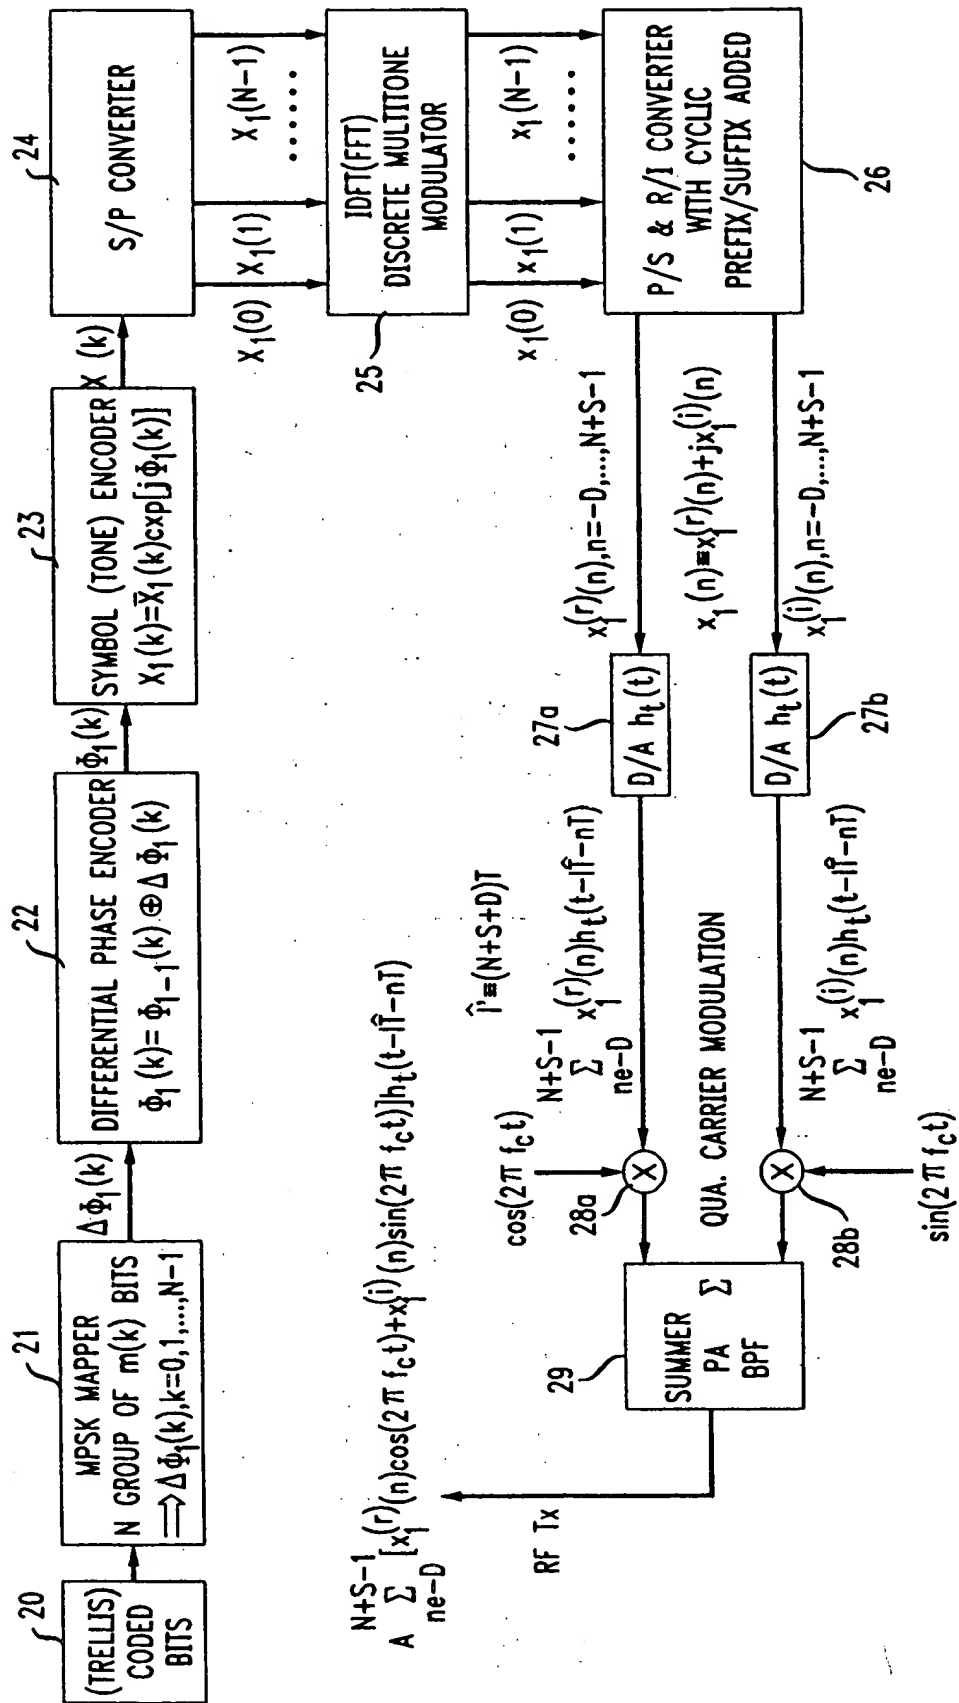 20
(TRELLIS)
CODED
BITS
21
MPSK MAPPER
N GROUP OF m(k) BITS
⟹ΔΦ₁(k),k=0,1,...,N-1
ΔΦ₁(k)
22
DIFFERENTIAL PHASE ENCODER
Φ₁(k)= Φ₁₋₁(k)⊕ΔΦ₁(k)
Φ₁(k)
23
SYMBOL (TONE) ENCODER
X₁(k)=X̄₁(k)cxp[jΦ₁(k)]
X (k)
24
S/P CONVERTER
X₁(0)
X₁(1)
X₁(N-1)
......
25
IDFT(FFT)
DISCRETE MULTITONE
MODULATOR
x₁(0)
x₁(1)
x₁(N-1)
......
P/S & R/I CONVERTER
WITH CYCLIC
PREFIX/SUFFIX ADDED
26
x₁⁽ʳ⁾(n),n=-D,...,N+S-1
x₁(n)≡x₁⁽ʳ⁾(n)+jx₁⁽ⁱ⁾(n)
x₁⁽ⁱ⁾(n),n=-D,...,N+S-1
27a
D/A hₜ(t)
D/A hₜ(t)
27b
Î'≡(N+S+D)T
N+S-1
Σ x₁⁽ʳ⁾(n)hₜ(t-lT̂-nT)
ne-D
QUA. CARRIER MODULATION
N+S-1
Σ x₁⁽ⁱ⁾(n)hₜ(t-lT̂-nT)
ne-D
cos(2π f_c t)
X
28a
X
28b
sin(2π f_c t)
29
SUMMER
PA Σ
BPF
RF Tx
N+S-1
A Σ [x₁⁽ʳ⁾(n)cos(2π f_c t)+x₁⁽ⁱ⁾(n)sin(2π f_c t)]hₜ(t-lT̂-nT)
ne-D